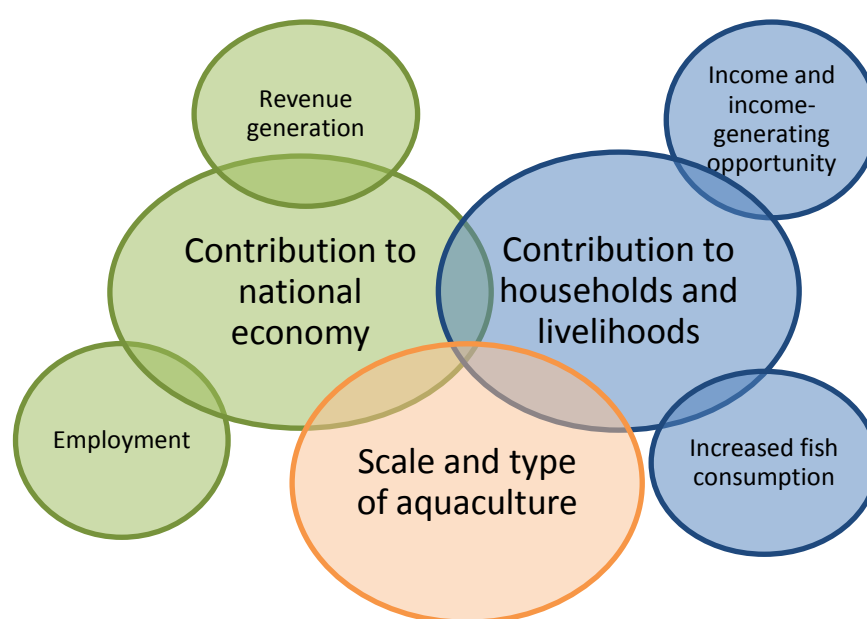 Revenue
generation
Income and
income-
generating
opportunity
Contribution to
national
economy
Contribution to
households and
livelihoods
Employment
Scale and type
of aquaculture
Increased fish
consumption